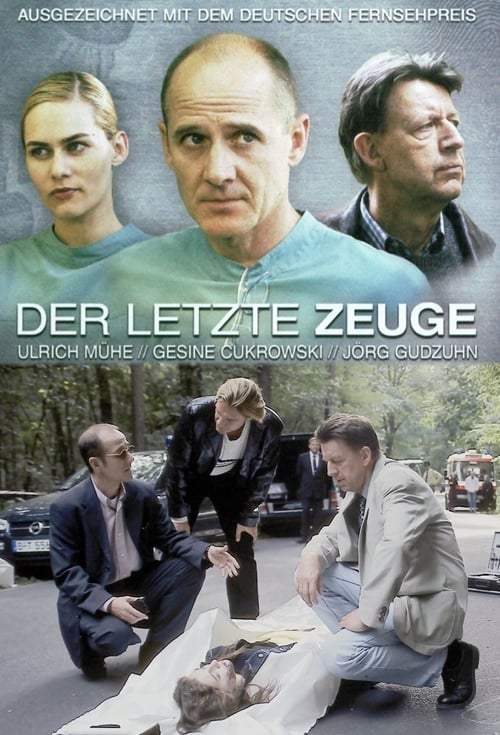 AUSGEZEICHNET MIT DEM DEUTSCHEN FERNSEHPREIS
DER LETZTE ZEUGE
ULRICH MÜHE // GESINE CUKROWSKI // JÖRG GUDZUHN